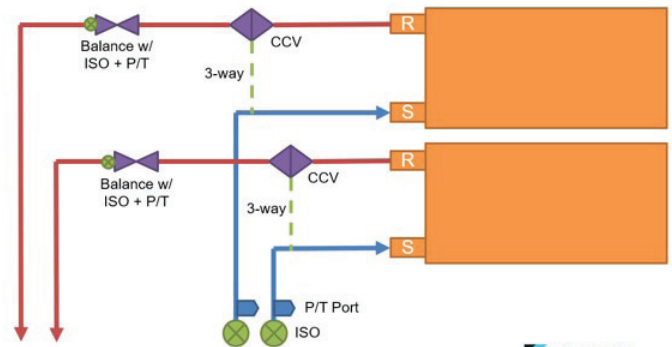 R
Balance w/
ISO + P/T
CCV
3-way
S
R
Balance w/
ISO + P/T
CCV
3-way
S
P/T Port
ISO